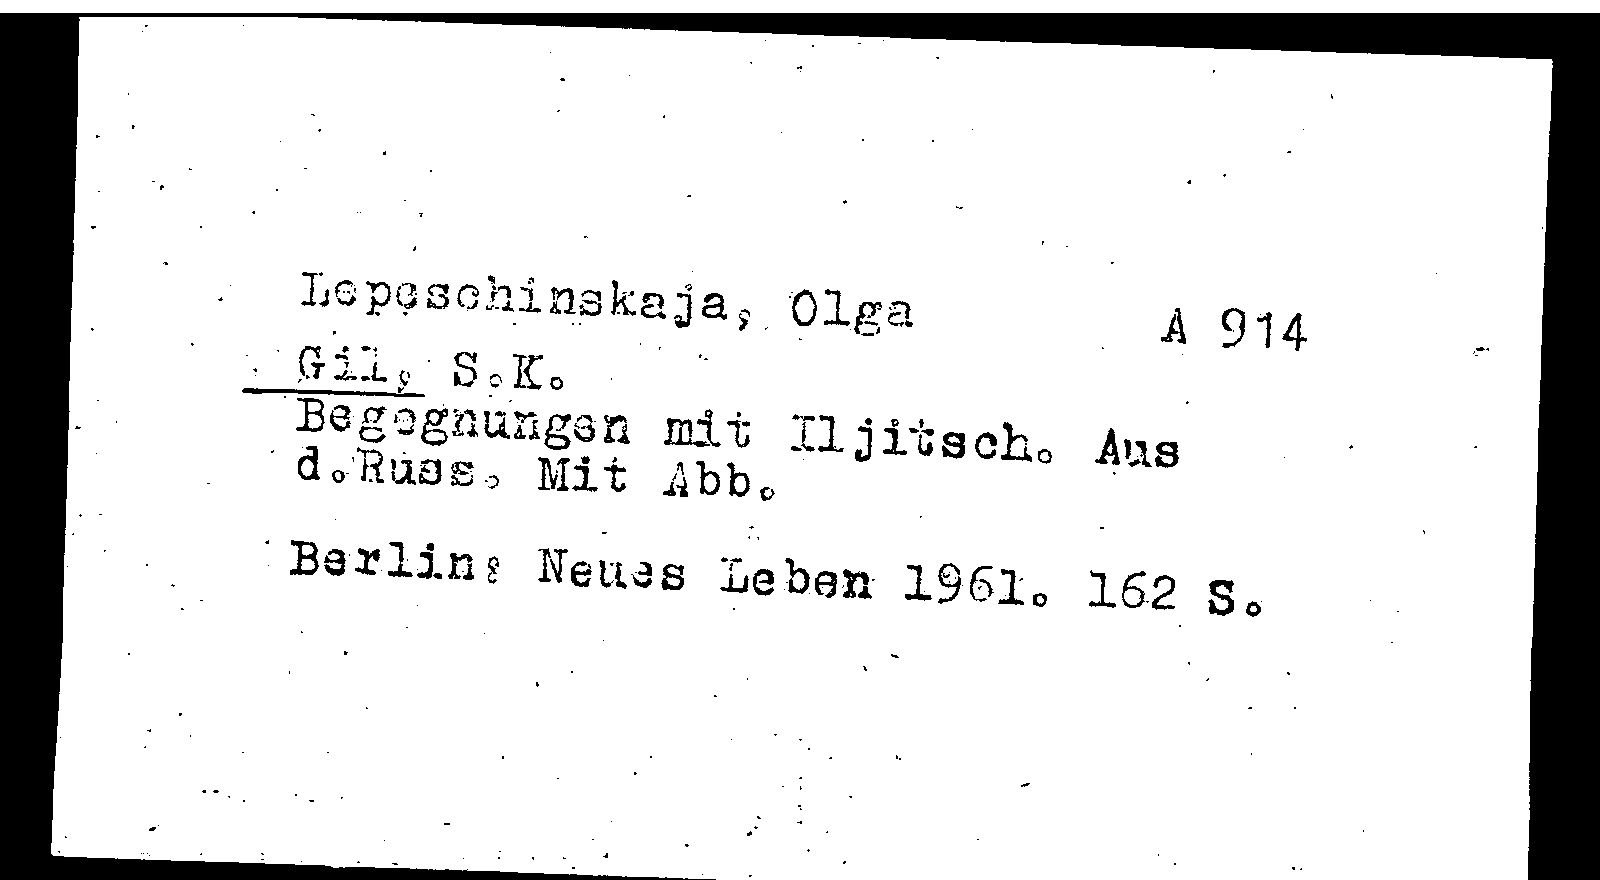 Lepeschinskaja, Olga A 914
Gil, S.K.
Begegnungen mit Iljitsch. Aus
d.Russ. Mit Abb.
Berlin: Neues Leben 1961. 162 S.